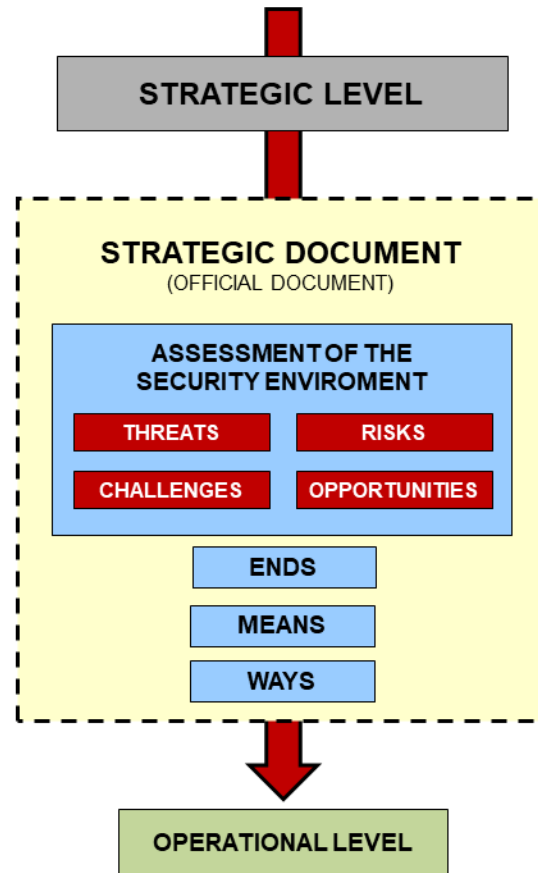 STRATEGIC LEVEL
STRATEGIC DOCUMENT
(OFFICIAL DOCUMENT)
ASSESSMENT OF THE
SECURITY ENVIROMENT
THREATS
RISKS
CHALLENGES
OPPORTUNITIES
ENDS
MEANS
WAYS
OPERATIONAL LEVEL